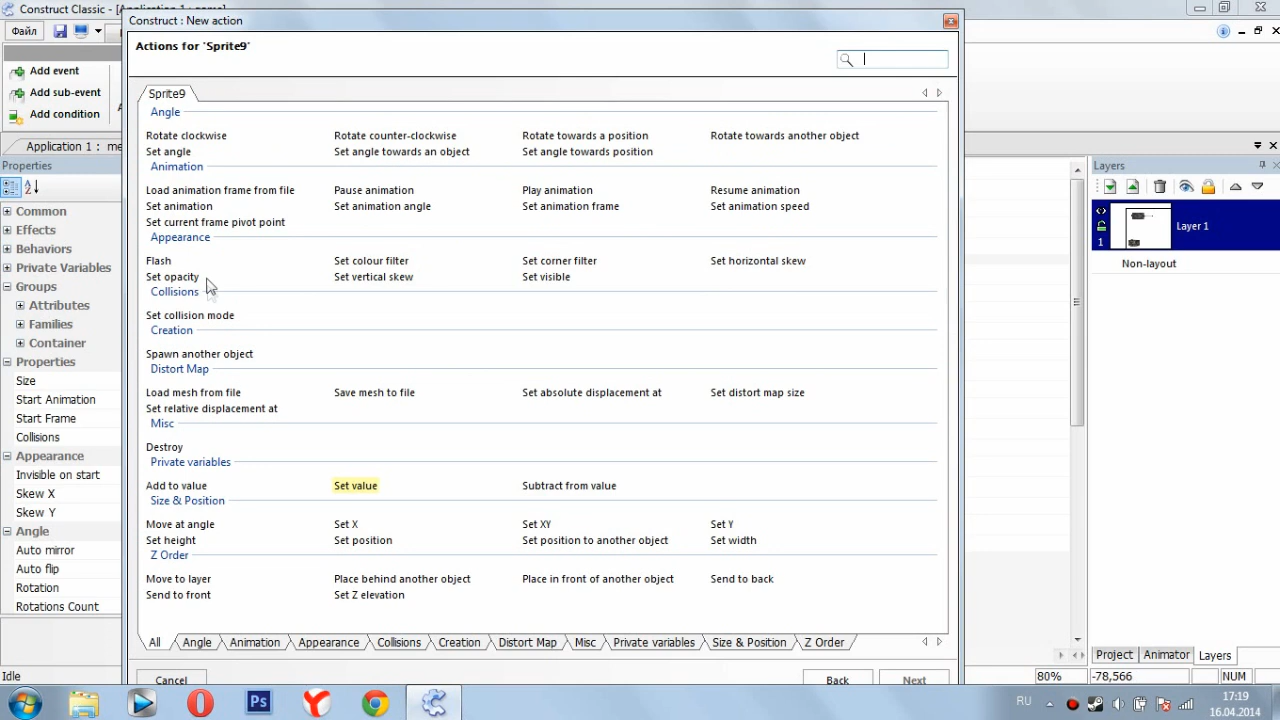 Construct Classic - [Application 1 :
Construct : New action
Файл
Actions for 'Sprite9'
Add event
Add sub-event
Add condition
Sprite9
Angle
Rotate clockwise Rotate counter-clockwise Rotate towards a position Rotate towards another object
Set angle Set angle towards an object Set angle towards position
Animation
Load animation frame from file Pause animation Play animation Resume animation
Set animation Set animation angle Set animation frame Set animation speed
Set current frame pivot point
Appearance
Flash Set colour filter Set corner filter Set horizontal skew
Set opacity Set vertical skew Set visible
Collisions
Set collision mode
Creation
Spawn another object
Distort Map
Load mesh from file Save mesh to file Set absolute displacement at Set distort map size
Set relative displacement at
Misc
Destroy
Private variables
Add to value Set value Subtract from value
Size & Position
Move at angle Set X Set XY Set Y
Set height Set position Set position to another object Set width
Z Order
Move to layer Place behind another object Place in front of another object Send to back
Send to front Set Z elevation
All Angle Animation Appearance Collisions Creation Distort Map Misc Private variables Size & Position Z Order
Cancel Back Next
Application 1 : me
Properties
Common
Effects
Behaviors
Private Variables
Groups
Attributes
Families
Container
Properties
Size
Start Animation
Start Frame
Collisions
Appearance
Invisible on start
Skew X
Skew Y
Angle
Auto mirror
Auto flip
Rotation
Rotations Count
Idle
Layers
1
Layer 1
Non-layout
Project Animator Layers
80% -78,566 NUM
Ps
RU
17:19
16.04.2014